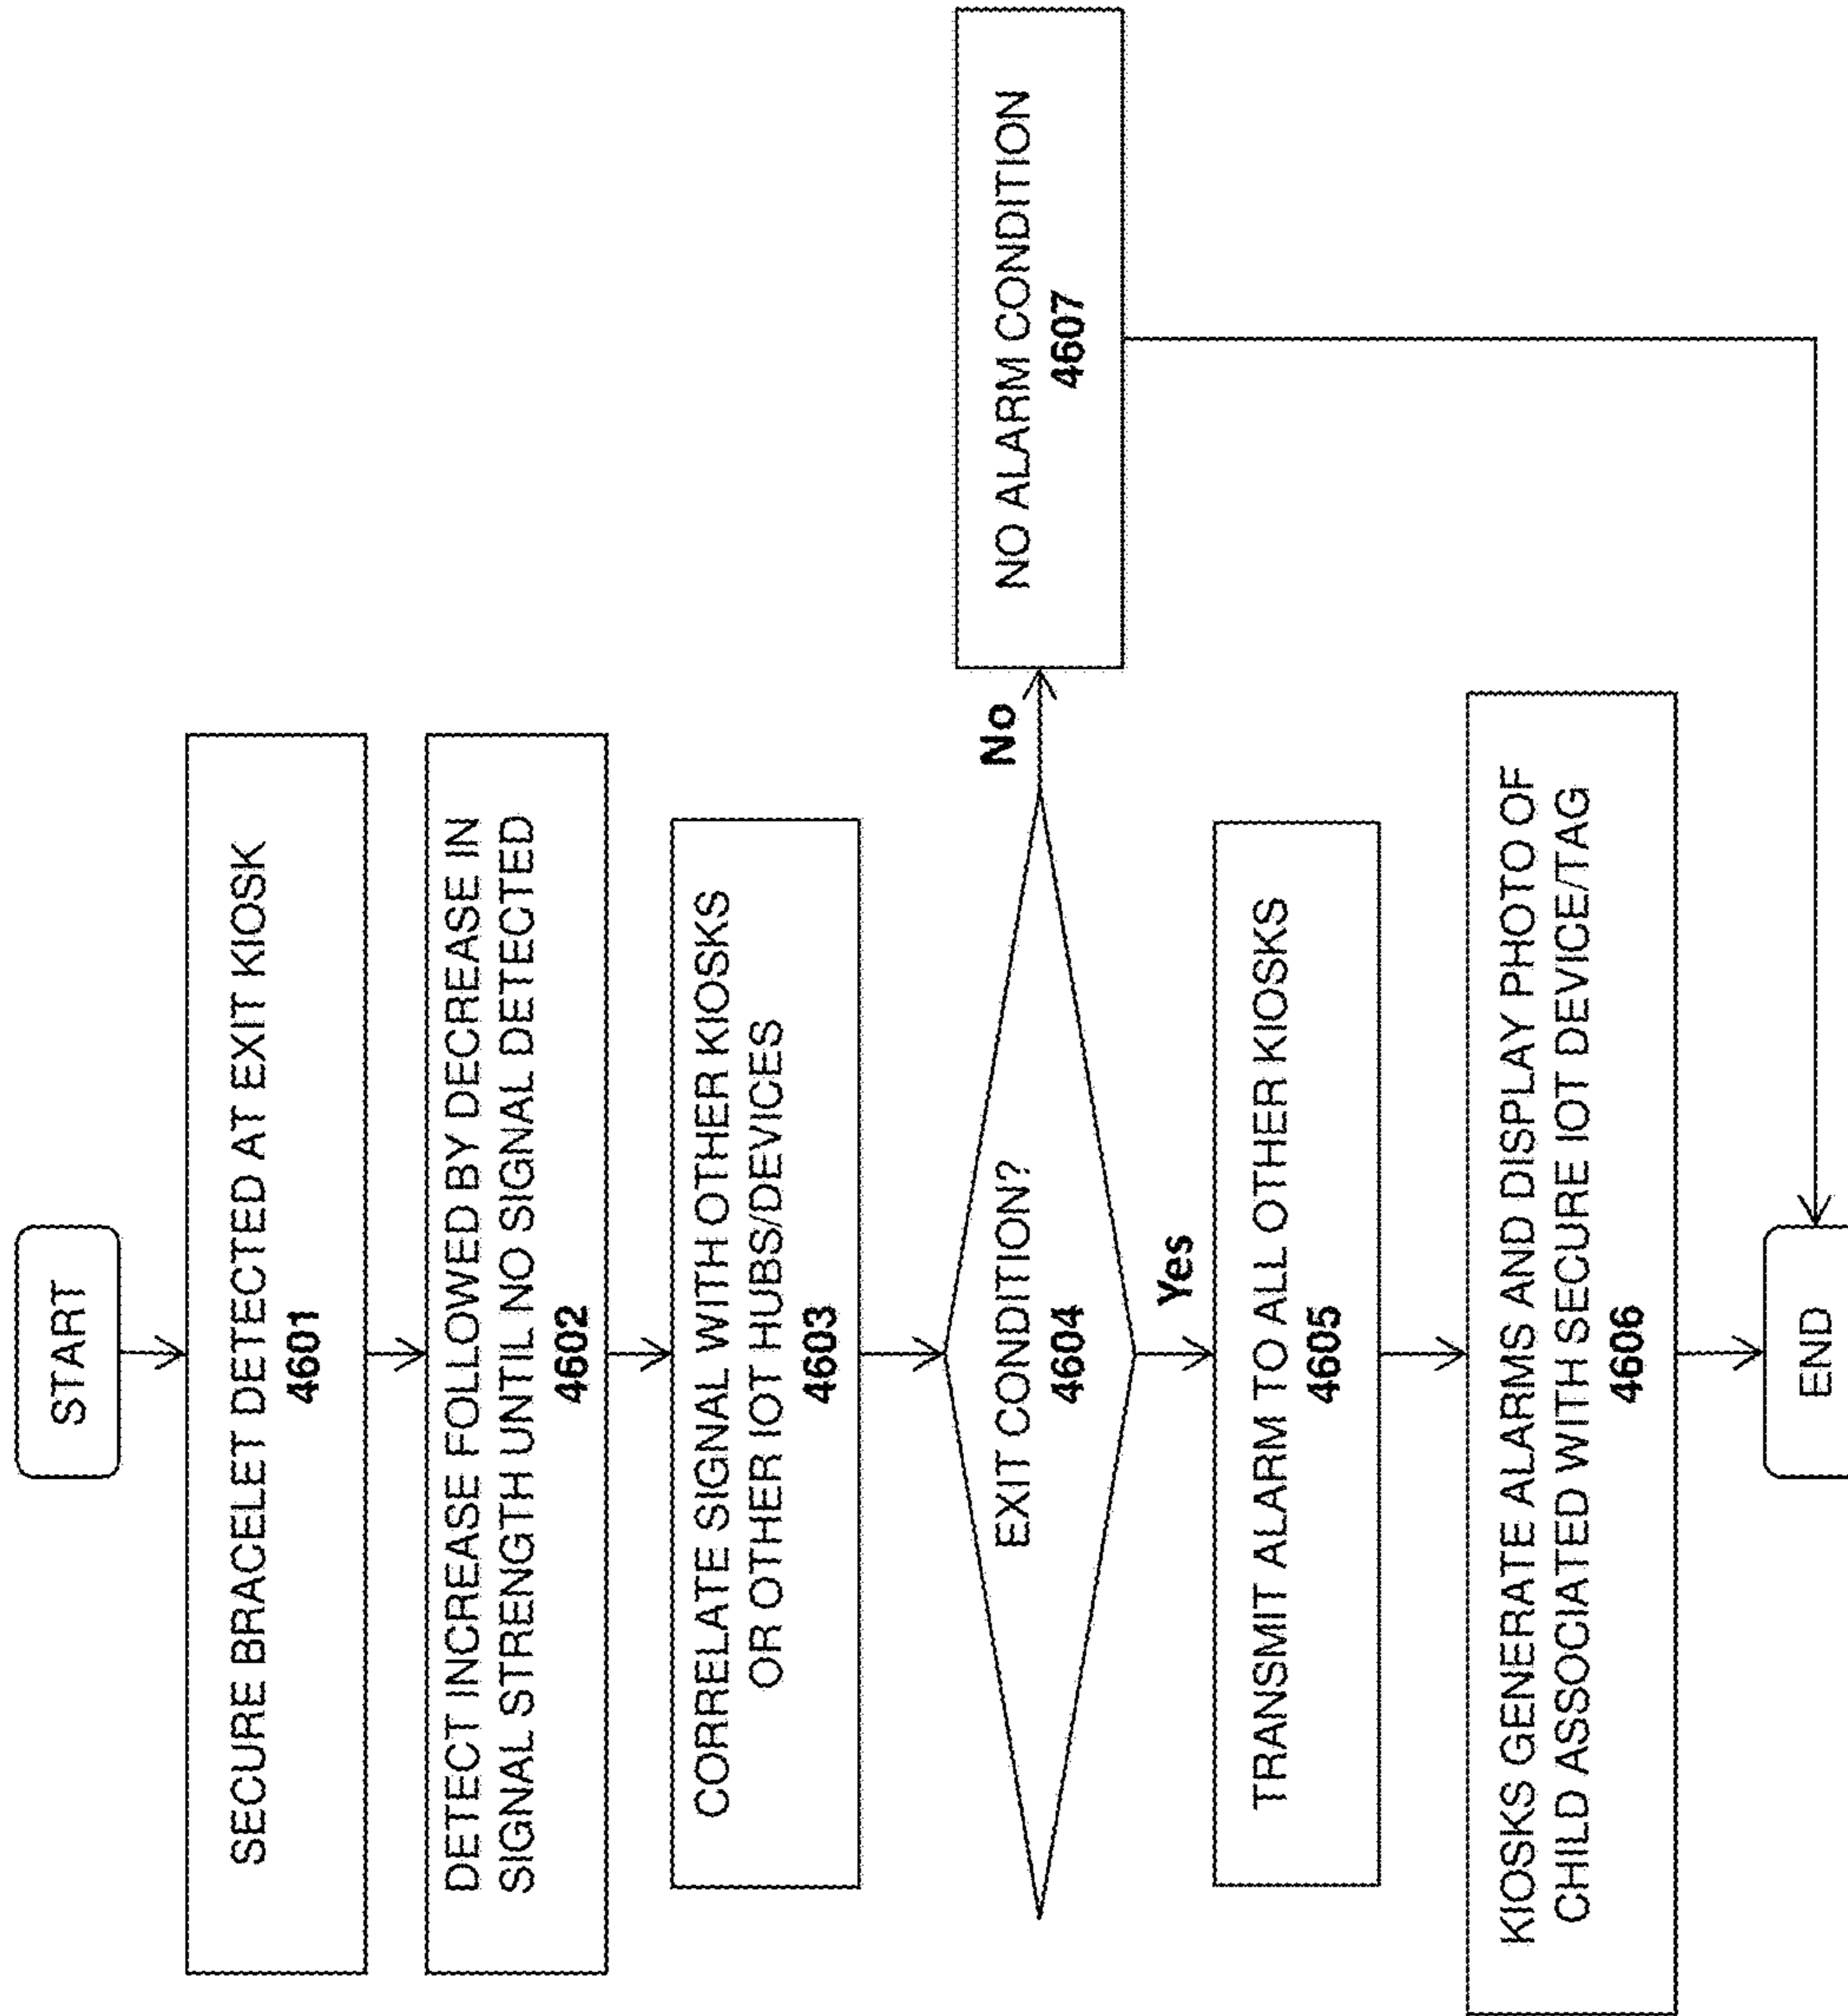 START
SECURE BRACELET DETECTED AT EXIT KIOSK
4601
DETECT INCREASE FOLLOWED BY DECREASE IN
SIGNAL STRENGTH UNTIL NO SIGNAL DETECTED
4602
CORRELATE SIGNAL WITH OTHER KIOSKS
OR OTHER IOT HUBS/DEVICES
4603
EXIT CONDITION?
4604
No
NO ALARM CONDITION
4607
Yes
TRANSMIT ALARM TO ALL OTHER KIOSKS
4605
KIOSKS GENERATE ALARMS AND DISPLAY PHOTO OF
CHILD ASSOCIATED WITH SECURE IOT DEVICE/TAG
4606
END